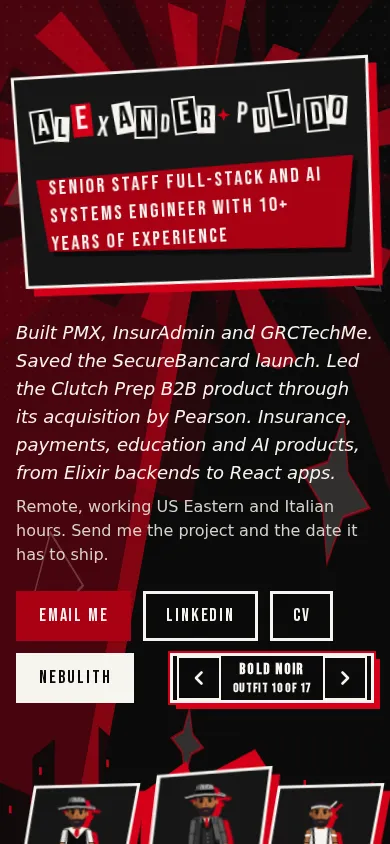 ALEXANDER PULIDO
SENIOR STAFF FULL-STACK AND AI
SYSTEMS ENGINEER WITH 10+
YEARS OF EXPERIENCE
Built PMX, InsurAdmin and GRCTechMe.
Saved the SecureBancard launch. Led
the Clutch Prep B2B product through
its acquisition by Pearson. Insurance,
payments, education and AI products,
from Elixir backends to React apps.
Remote, working US Eastern and Italian
hours. Send me the project and the date it
has to ship.
EMAIL ME
LINKEDIN
CV
NEBULITH
BOLD NOIR
OUTFIT 10 OF 17